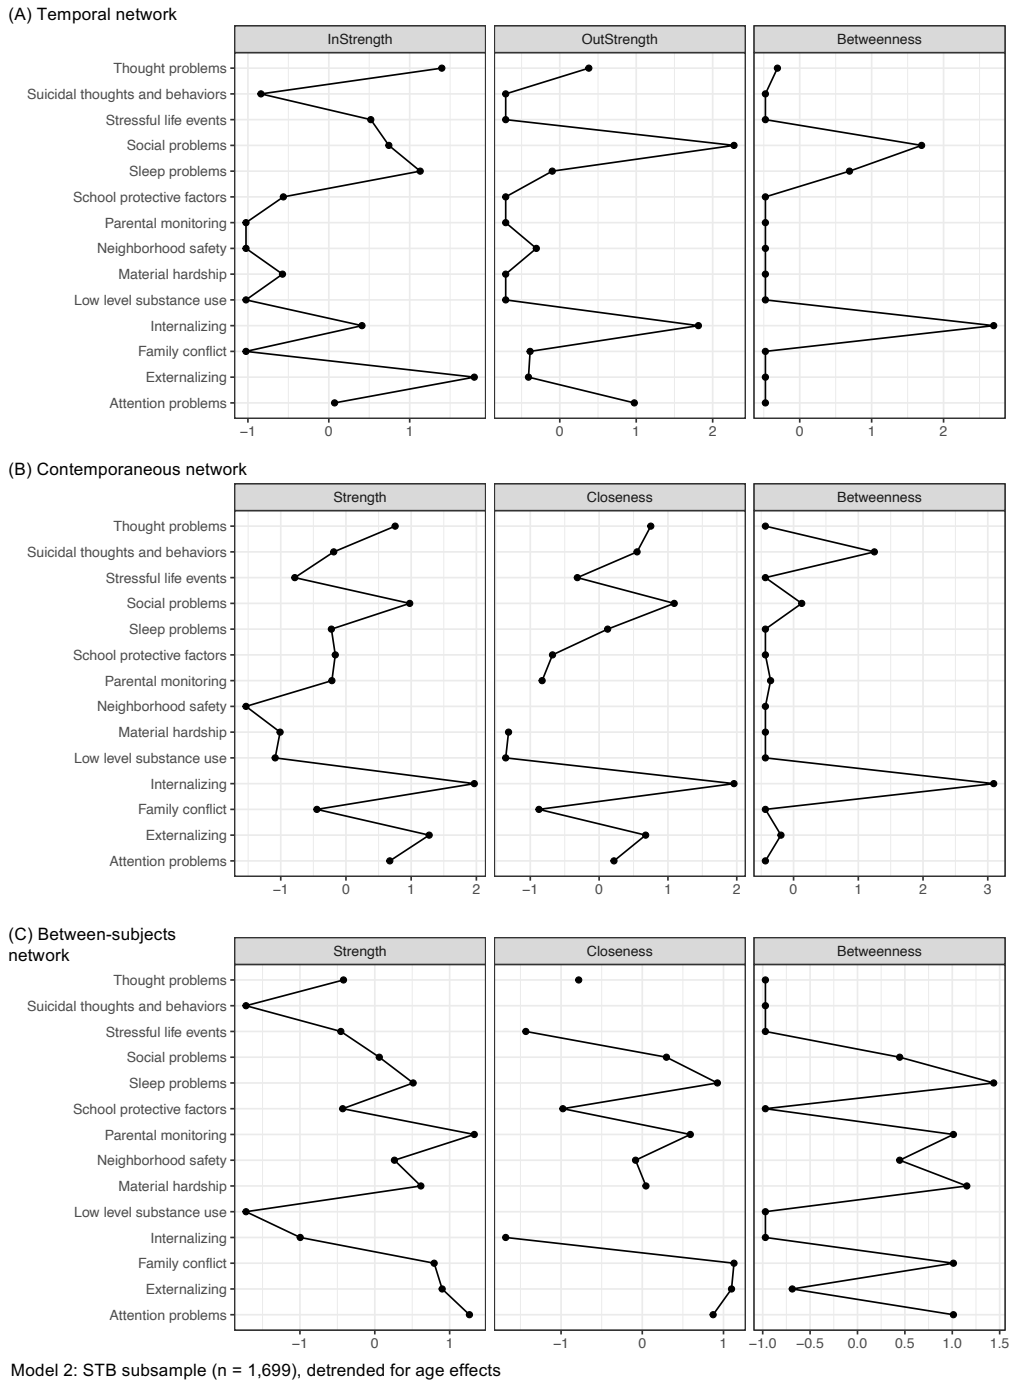 (A) Temporal network
InStrength OutStrength Betweenness
Thought problems
Suicidal thoughts and behaviors
Stressful life events
Social problems
Sleep problems
School protective factors
Parental monitoring
Neighborhood safety
Material hardship
Low level substance use
Internalizing
Family conflict
Externalizing
Attention problems
−1 0 1 0 1 2 0 1 2
(B) Contemporaneous network
Strength Closeness Betweenness
Thought problems
Suicidal thoughts and behaviors
Stressful life events
Social problems
Sleep problems
School protective factors
Parental monitoring
Neighborhood safety
Material hardship
Low level substance use
Internalizing
Family conflict
Externalizing
Attention problems
−1 0 1 2 −1 0 1 2 0 1 2 3
(C) Between-subjects
network
Strength Closeness Betweenness
Thought problems
Suicidal thoughts and behaviors
Stressful life events
Social problems
Sleep problems
School protective factors
Parental monitoring
Neighborhood safety
Material hardship
Low level substance use
Internalizing
Family conflict
Externalizing
Attention problems
−1 0 1 −1 0 1 −1.0 −0.5 0.0 0.5 1.0 1.5
Model 2: STB subsample (n = 1,699), detrended for age effects